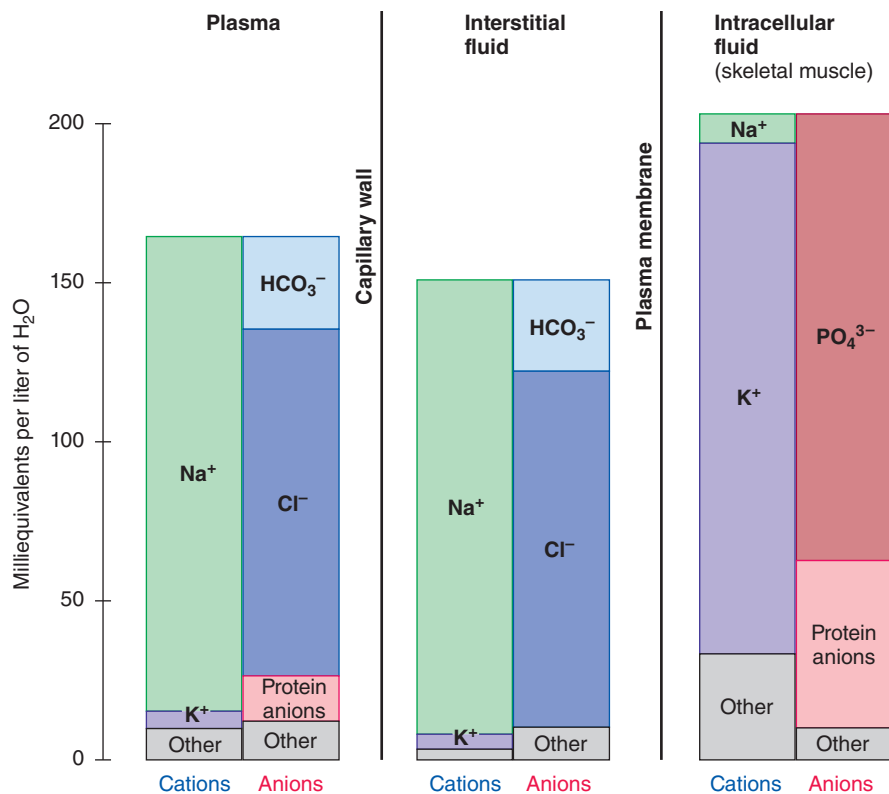 Plasma
Interstitial
fluid
Intracellular
fluid
(skeletal muscle)
Milliequivalents per liter of H₂O
200
150
100
50
0
HCO₃⁻
Na⁺
Cl⁻
Protein
anions
K⁺
Other
Other
Cations
Anions
Capillary wall
HCO₃⁻
Na⁺
Cl⁻
K⁺
Other
Cations
Anions
Plasma membrane
Na⁺
PO₄³⁻
K⁺
Protein
anions
Other
Other
Cations
Anions